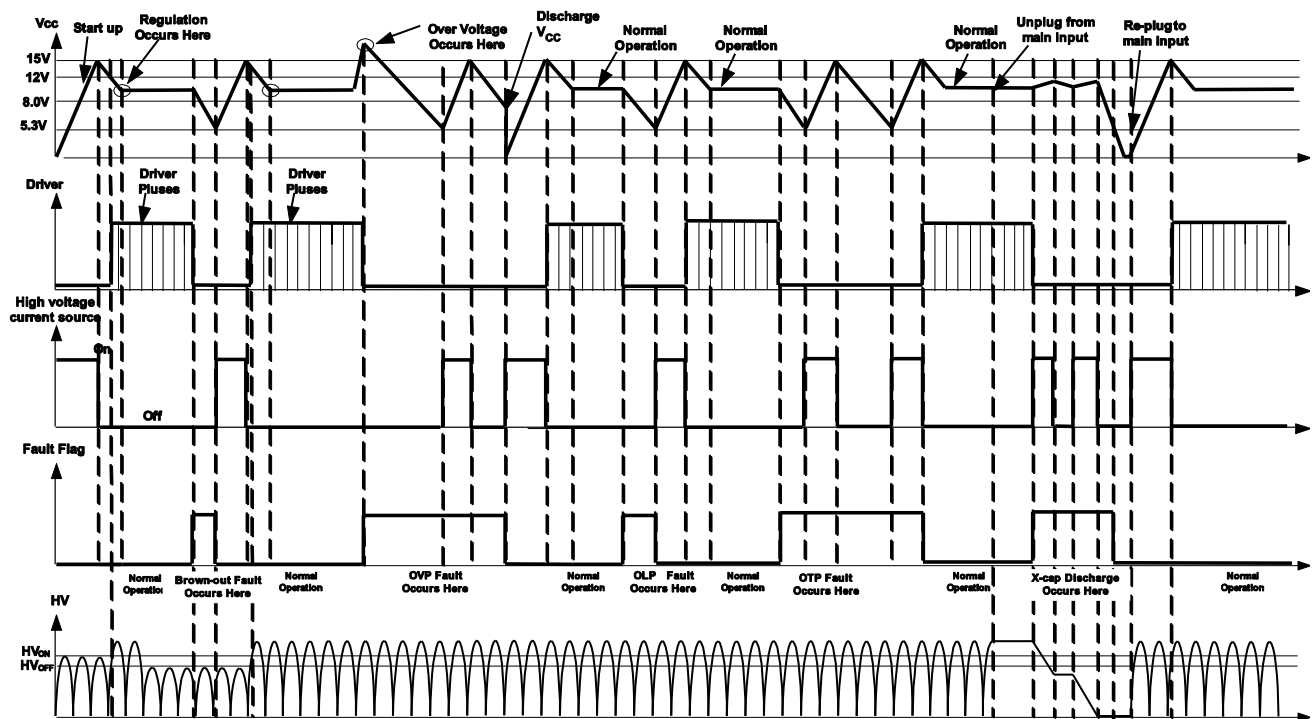 Vcc
Start up
Regulation
Occurs Here
Over Voltage
Occurs Here
Discharge
VCC
Normal
Operation
Normal
Operation
Normal
Operation
Unplug from
main input
Re-plugto
main input
15V
12V
8.0V
5.3V
Driver
Driver
Pluses
Driver
Pluses
High voltage
current source
On
Off
Fault Flag
Normal
Operation
Brown-out Fault
Occurs Here
Normal
Operation
OVP Fault
Occurs Here
Normal
Operation
OLP Fault
Occurs Here
Normal
Operation
OTP Fault
Occurs Here
Normal
Operation
X-cap Discharge
Occurs Here
Normal
Operation
HV
HVON
HVOFF